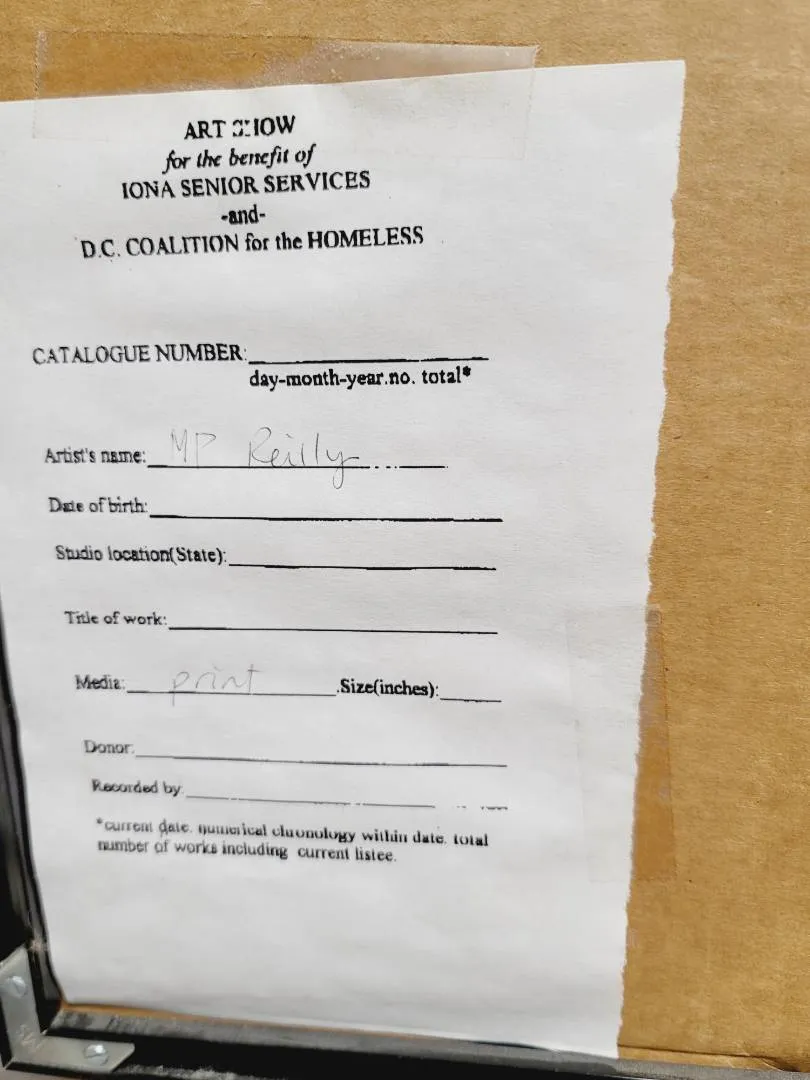 ART SHOW
for the benefit of
IONA SENIOR SERVICES
-and-
D.C. COALITION for the HOMELESS
CATALOGUE NUMBER:
day-month-year.no. total*
Artist's name: MP Reilly
Date of birth:
Studio location(State):
Title of work:
Media: print .Size(inches):
Donor:
Recorded by:
*current date. numerical chronology within date. total
number of works including current listee.